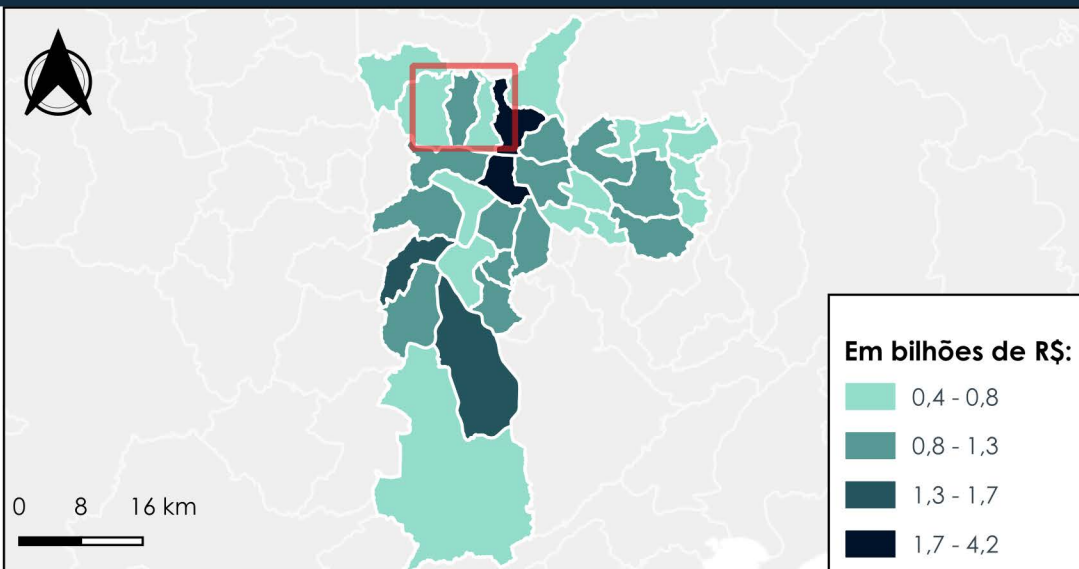 Em bilhões de R$:
0,4 - 0,8
0,8 - 1,3
1,3 - 1,7
1,7 - 4,2
0 8 16 km